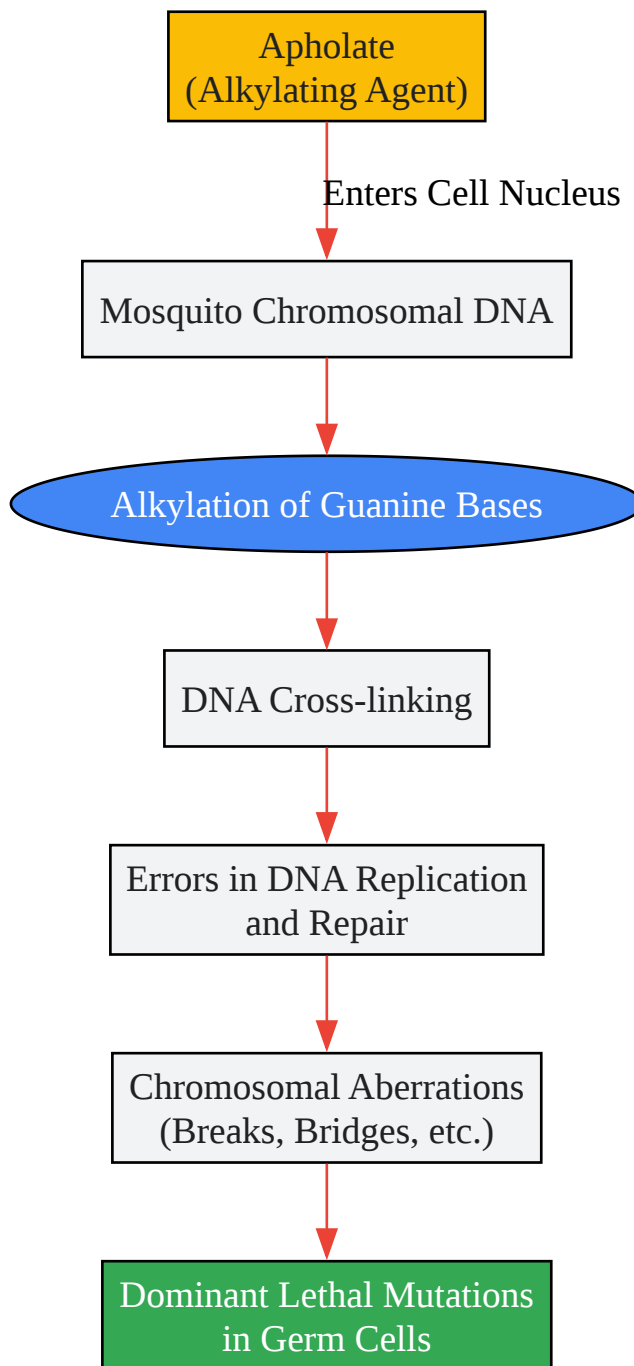 Apholate
(Alkylating Agent)
Enters Cell Nucleus
Mosquito Chromosomal DNA
Alkylation of Guanine Bases
DNA Cross-linking
Errors in DNA Replication
and Repair
Chromosomal Aberrations
(Breaks, Bridges, etc.)
Dominant Lethal Mutations
in Germ Cells